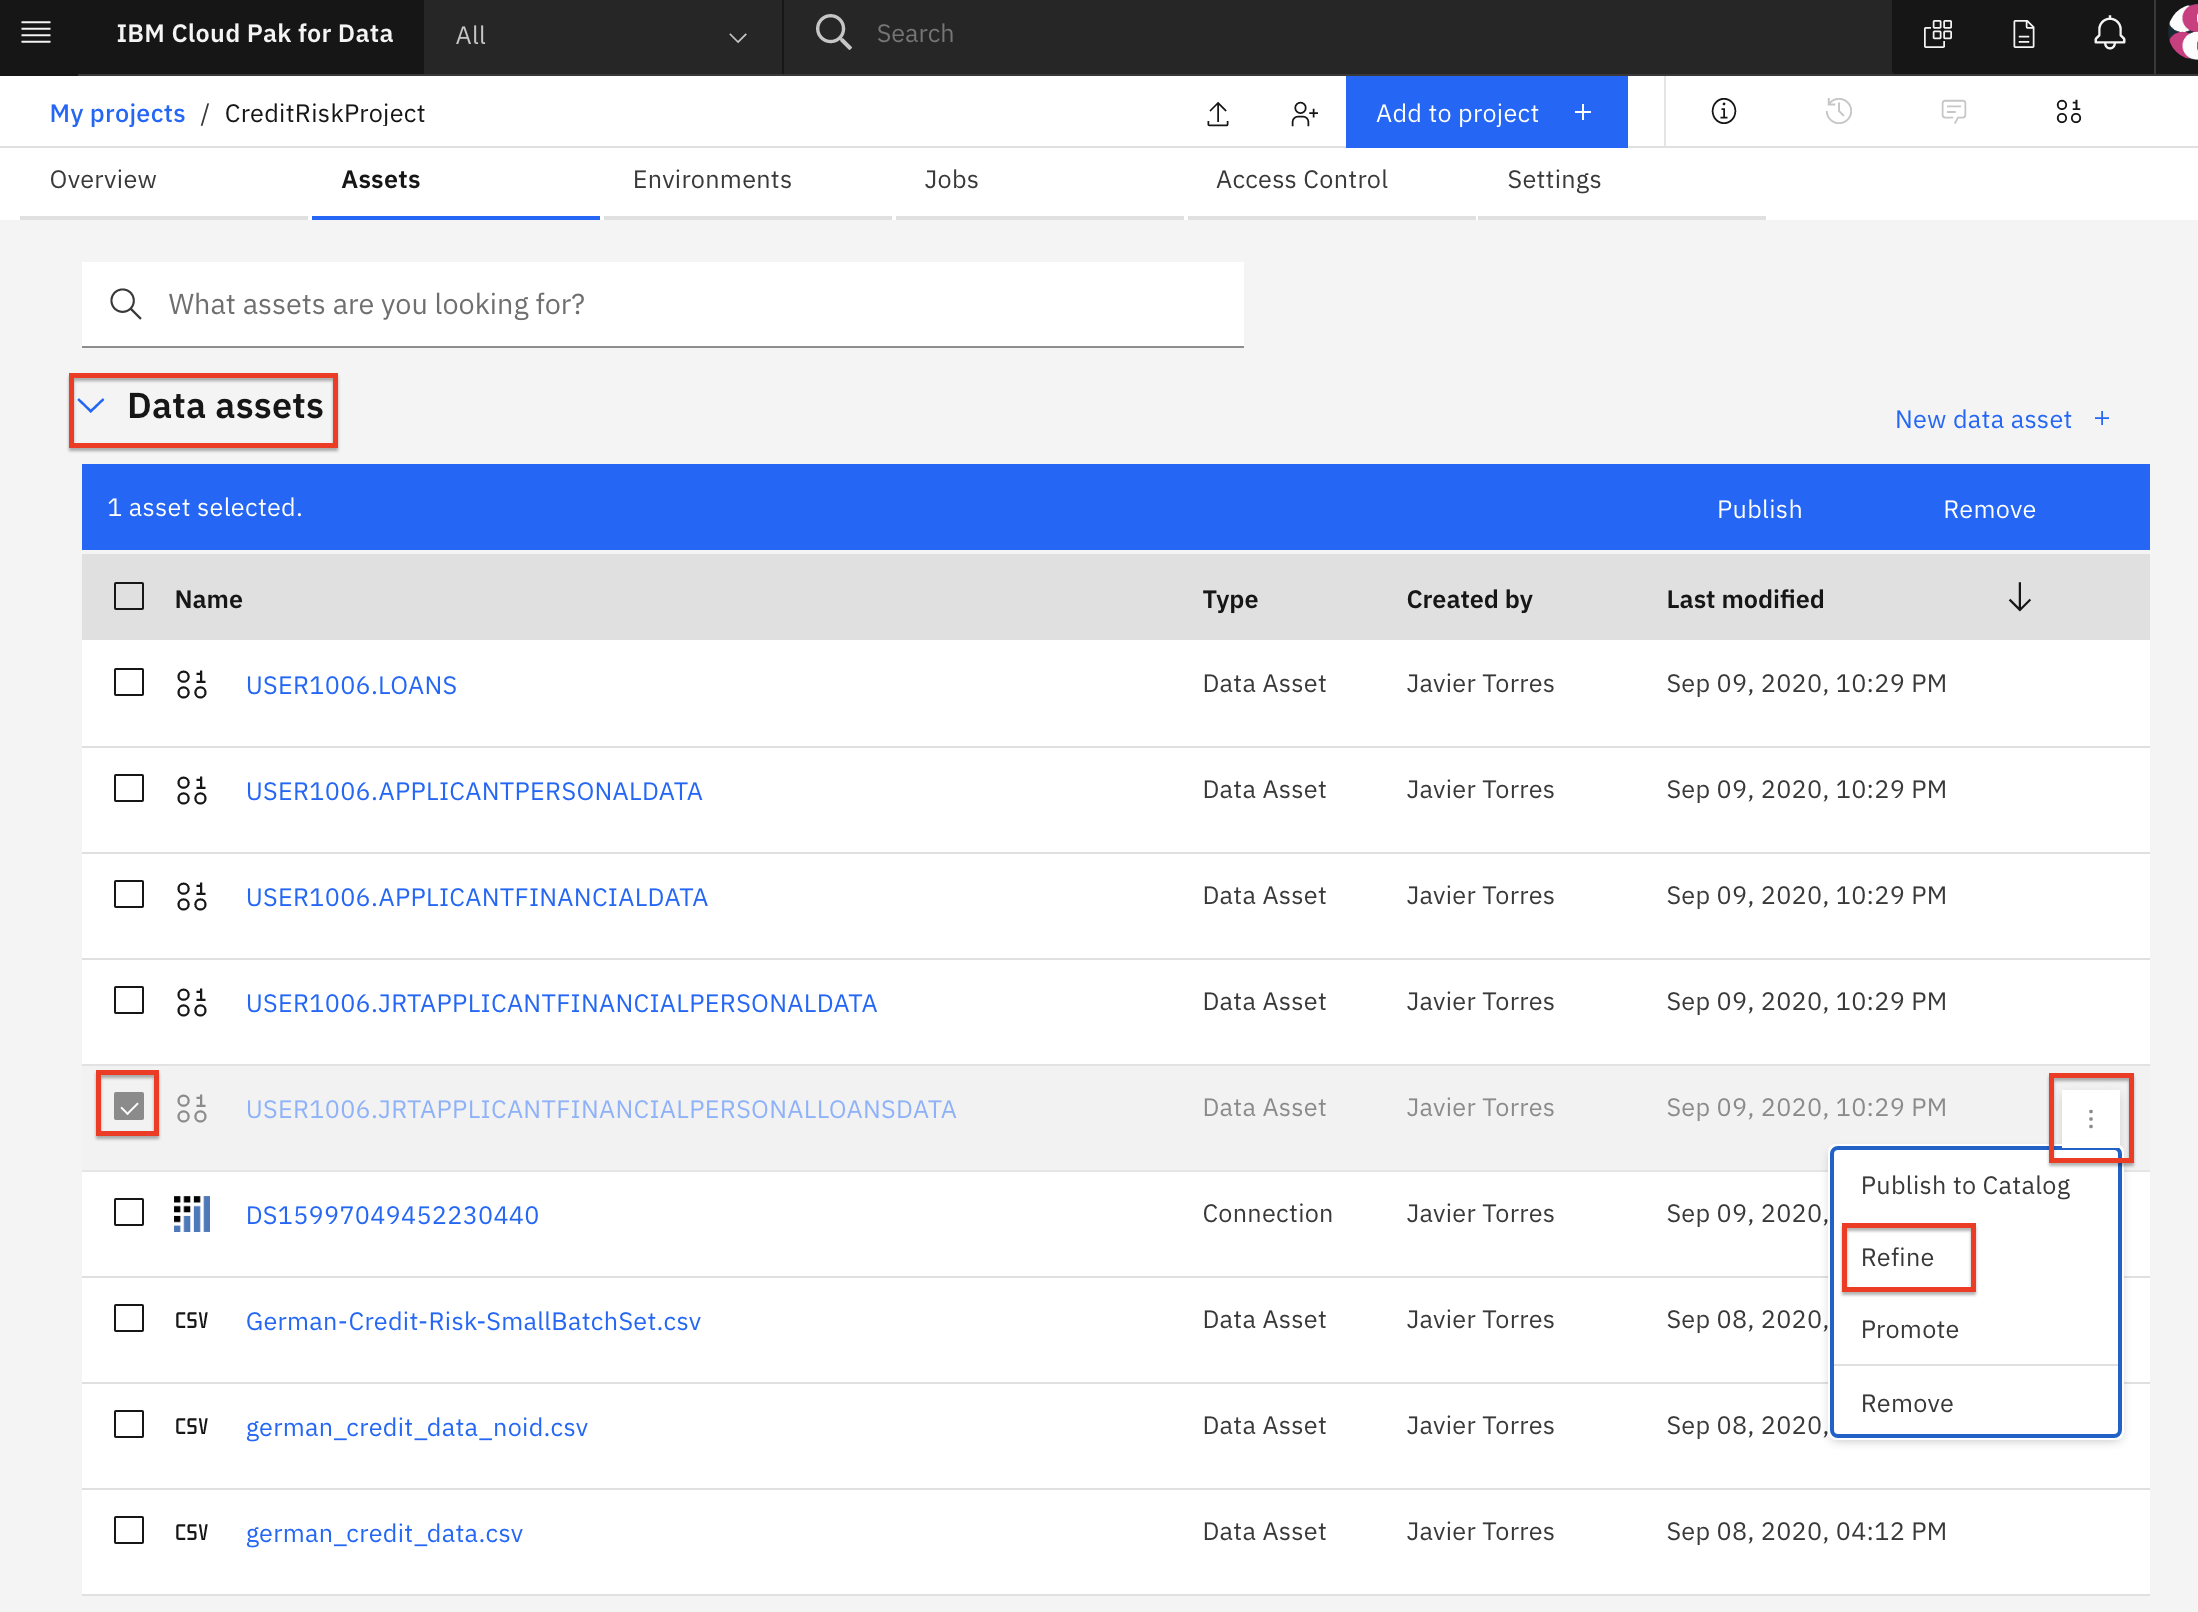 IBM Cloud Pak for Data All Search
My projects / CreditRiskProject Add to project +
Overview Assets Environments Jobs Access Control Settings
What assets are you looking for?
Data assets
New data asset +
1 asset selected. Publish Remove
Name Type Created by Last modified
USER1006.LOANS Data Asset Javier Torres Sep 09, 2020, 10:29 PM
USER1006.APPLICANTPERSONALDATA Data Asset Javier Torres Sep 09, 2020, 10:29 PM
USER1006.APPLICANTFINANCIALDATA Data Asset Javier Torres Sep 09, 2020, 10:29 PM
USER1006.JRTAPPLICANTFINANCIALPERSONALDATA Data Asset Javier Torres Sep 09, 2020, 10:29 PM
USER1006.JRTAPPLICANTFINANCIALPERSONALLOANSDATA Data Asset Javier Torres Sep 09, 2020, 10:29 PM
Publish to Catalog
DS15997049452230440 Connection Javier Torres Sep 09, 2020,
Refine
CSV German-Credit-Risk-SmallBatchSet.csv Data Asset Javier Torres Sep 08, 2020,
Promote
Remove
CSV german_credit_data_noid.csv Data Asset Javier Torres Sep 08, 2020,
CSV german_credit_data.csv Data Asset Javier Torres Sep 08, 2020, 04:12 PM